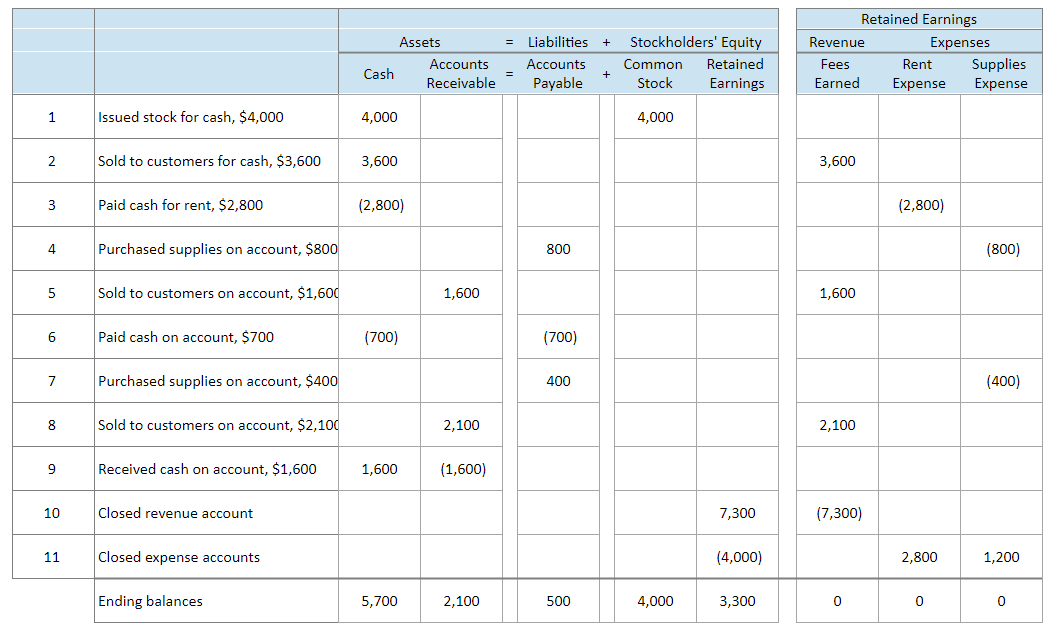 Retained Earnings
Assets = Liabilities + Stockholders' Equity Revenue Expenses
Cash Accounts Receivable = Accounts Payable + Common Stock Retained Earnings Fees Earned Rent Expense Supplies Expense
1 Issued stock for cash, $4,000 4,000 4,000
2 Sold to customers for cash, $3,600 3,600 3,600
3 Paid cash for rent, $2,800 (2,800) (2,800)
4 Purchased supplies on account, $800 800 (800)
5 Sold to customers on account, $1,600 1,600 1,600
6 Paid cash on account, $700 (700) (700)
7 Purchased supplies on account, $400 400 (400)
8 Sold to customers on account, $2,100 2,100 2,100
9 Received cash on account, $1,600 1,600 (1,600)
10 Closed revenue account 7,300 (7,300)
11 Closed expense accounts (4,000) 2,800 1,200
Ending balances 5,700 2,100 500 4,000 3,300 0 0 0